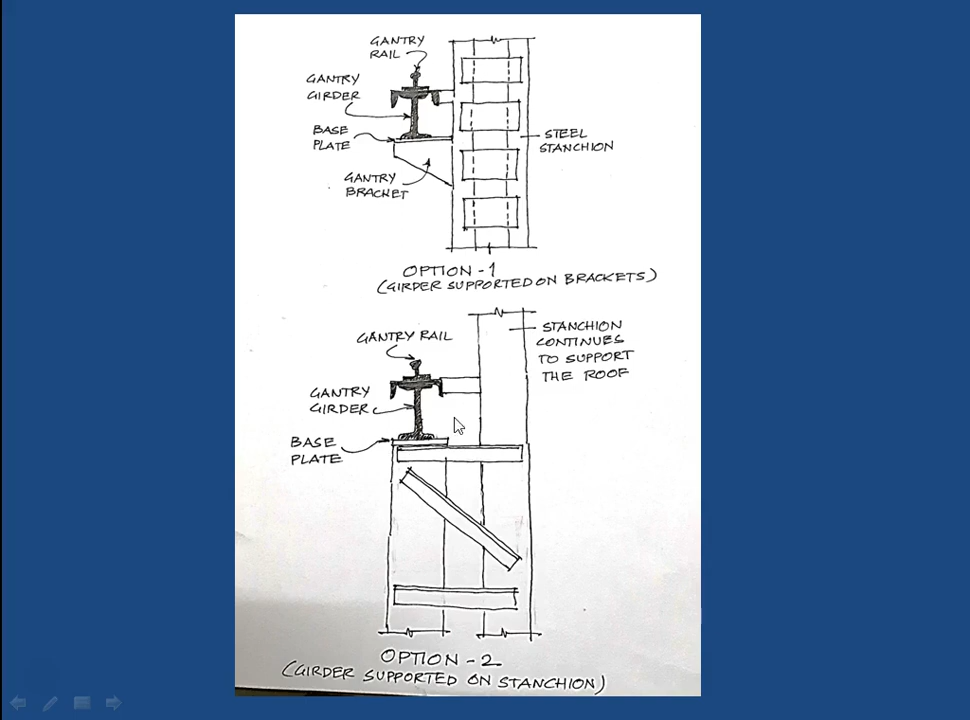 GANTRY
RAIL
GANTRY
GIRDER
BASE
PLATE
GANTRY
BRACKET
STEEL
STANCHION
OPTION - 1
(GIRDER SUPPORTED ON BRACKETS)
GANTRY RAIL
STANCHION
CONTINUES
TO SUPPORT
THE ROOF
GANTRY
GIRDER
BASE
PLATE
OPTION - 2
(GIRDER SUPPORTED ON STANCHION)